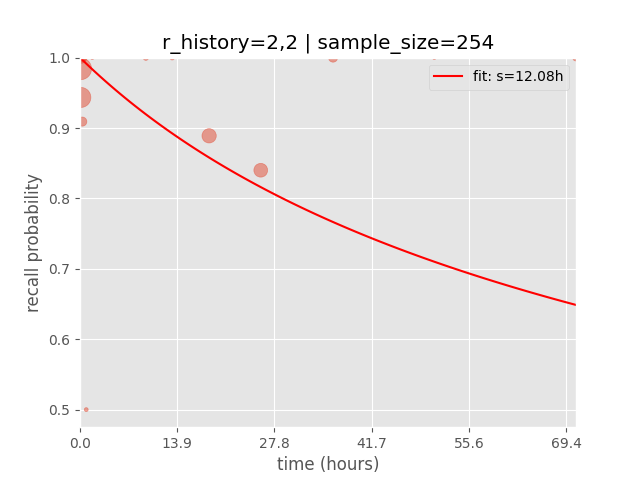 r_history=2,2 | sample_size=254
fit: s=12.08h
recall probability
1.0
0.9
0.8
0.7
0.6
0.5
0.0 13.9 27.8 41.7 55.6 69.4
time (hours)